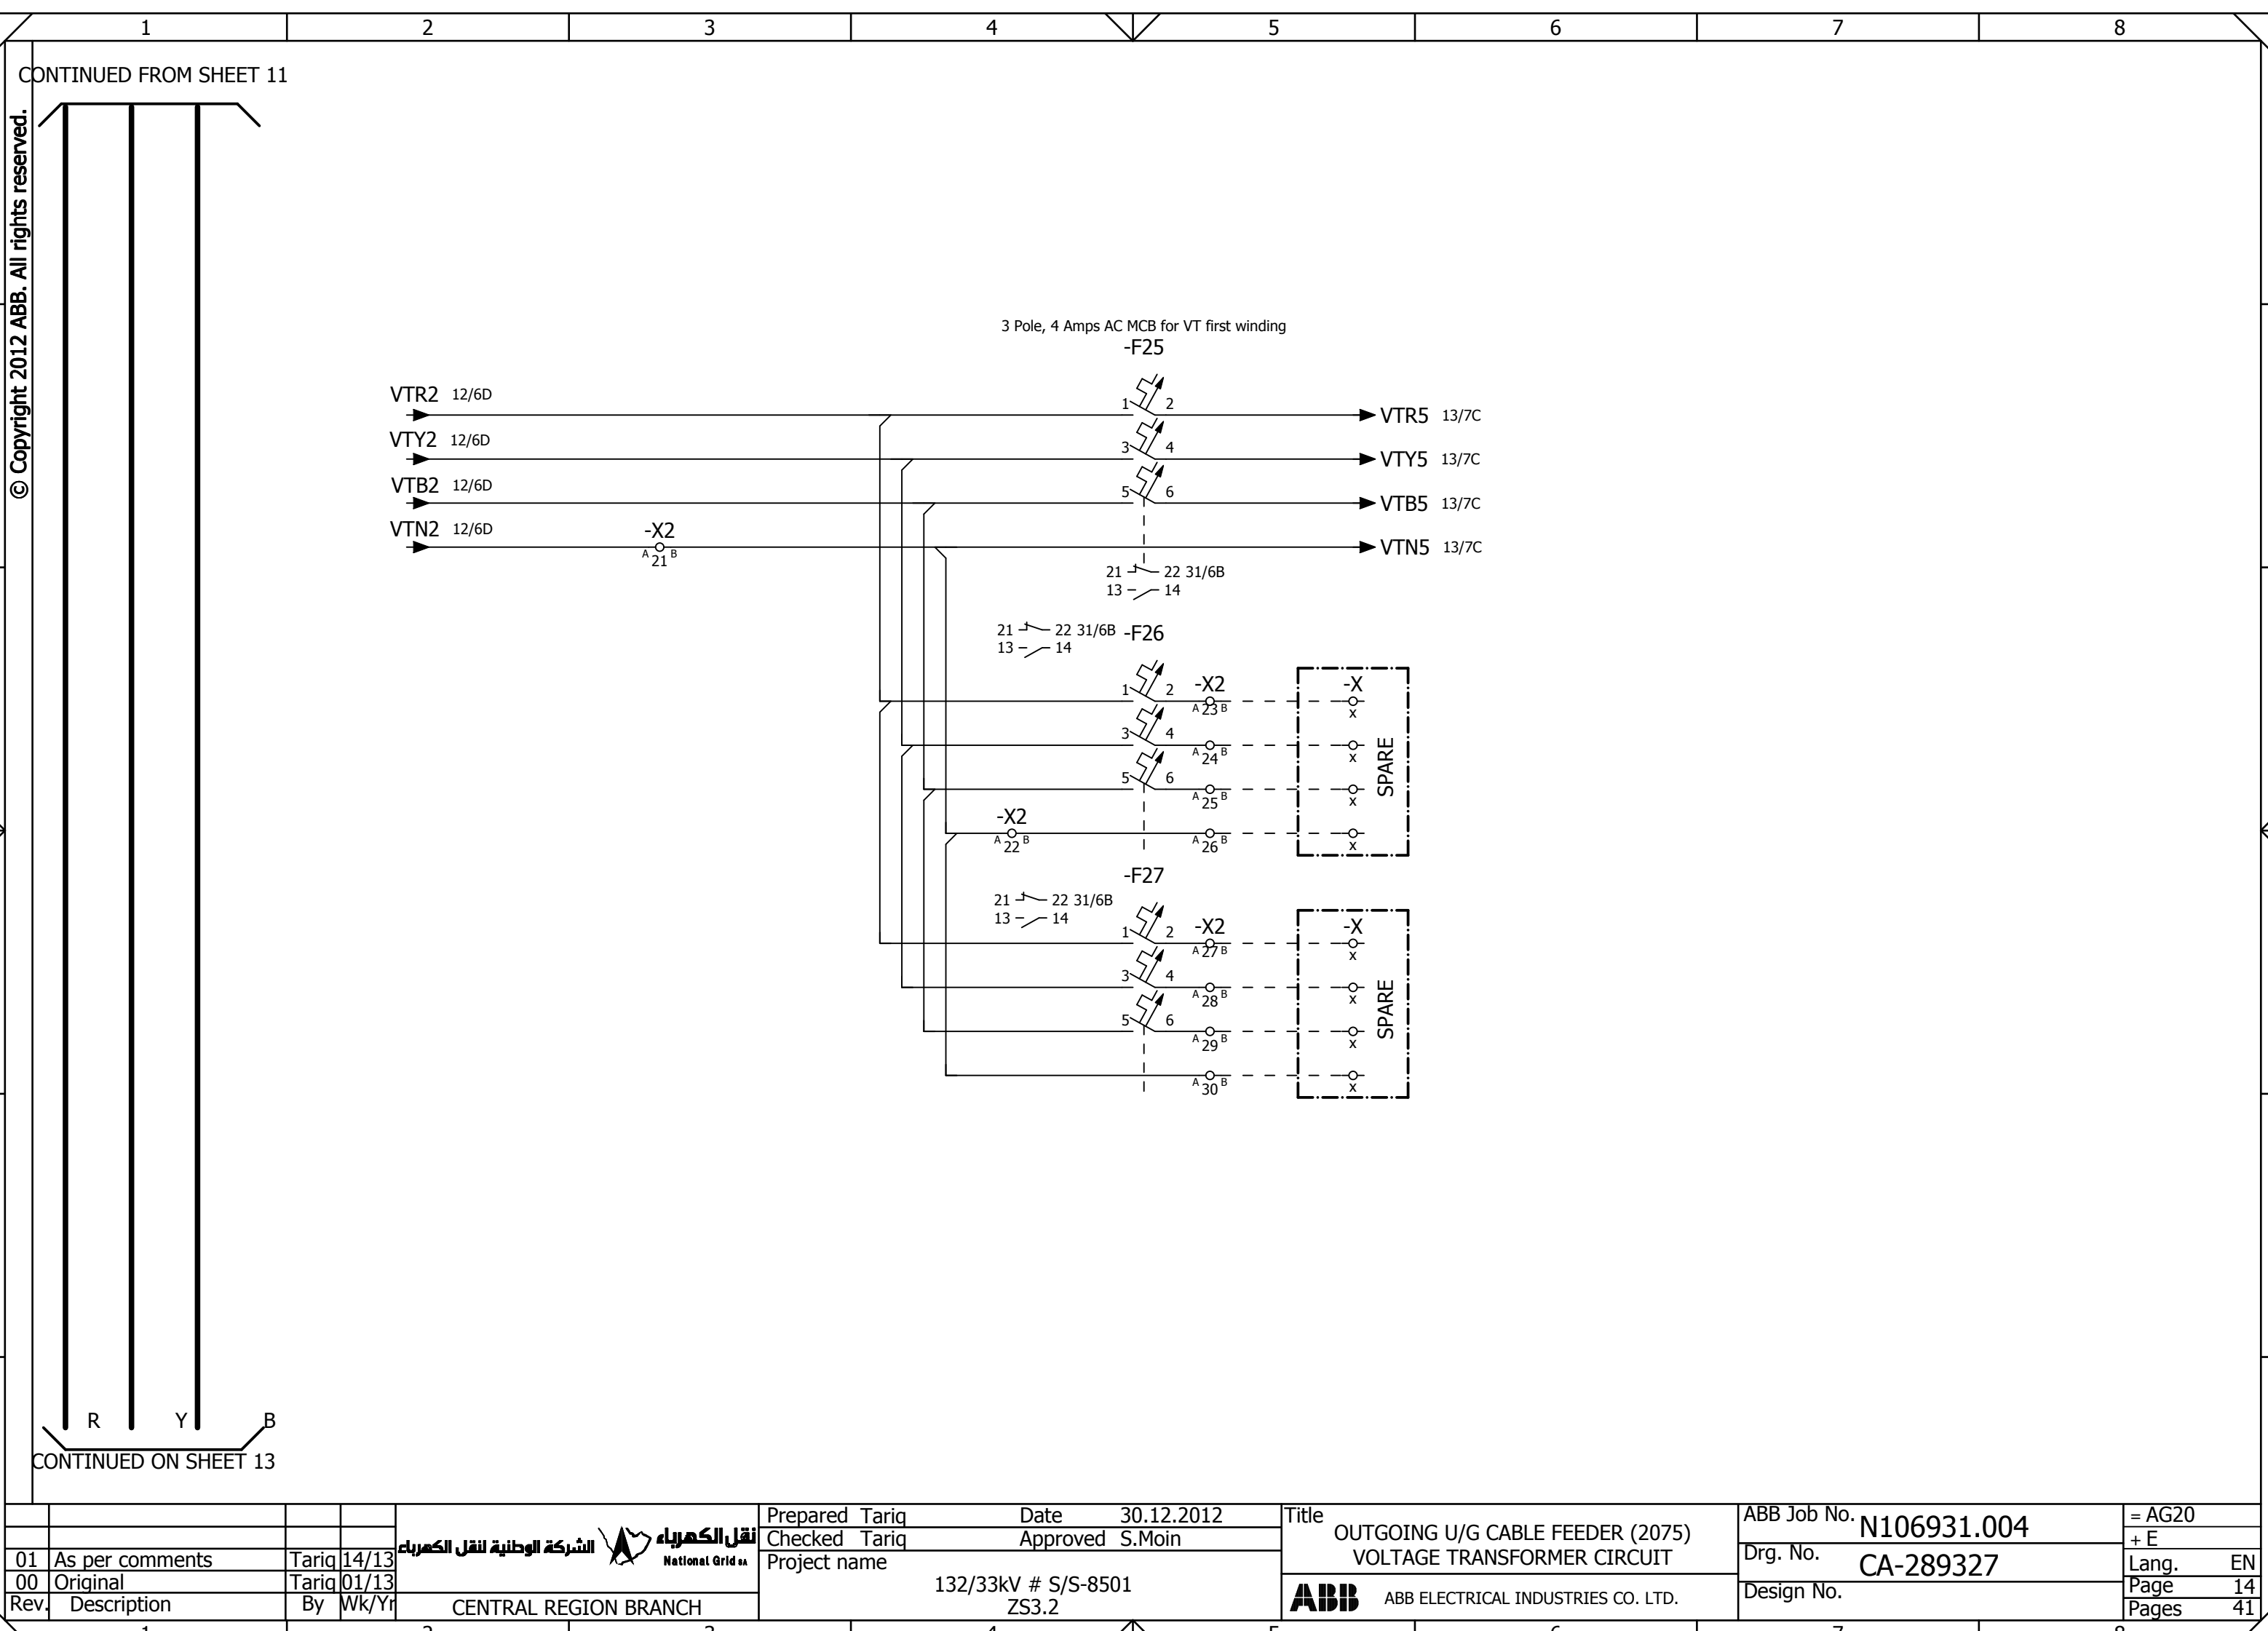 1 2 3 4 5 6 7 8
CONTINUED FROM SHEET 11
© Copyright 2012 ABB. All rights reserved.
3 Pole, 4 Amps AC MCB for VT first winding
-F25
VTR2 12/6D
1 2
VTR5 13/7C
VTY2 12/6D
3 4
VTY5 13/7C
VTB2 12/6D
5 6
VTB5 13/7C
VTN2 12/6D
-X2
A 21 B
VTN5 13/7C
21 22 31/6B
13 14
21 22 31/6B
13 14
-F26
1 2
-X2
A 23 B
-X
x
3 4
A 24 B
x
5 6
A 25 B
x
SPARE
-X2
A 22 B
A 26 B
x
-F27
21 22 31/6B
13 14
1 2
-X2
A 27 B
-X
x
3 4
A 28 B
x
5 6
A 29 B
x
SPARE
A 30 B
x
R Y B
CONTINUED ON SHEET 13
01 As per comments Tariq 14/13
00 Original Tariq 01/13
Rev. Description By Wk/Yr
الشركة الوطنية لنقل الكهرباء
نقل الكهرباء
National Grid SA
CENTRAL REGION BRANCH
Prepared Tariq Date 30.12.2012
Checked Tariq Approved S.Moin
Project name
132/33kV # S/S-8501
ZS3.2
Title
OUTGOING U/G CABLE FEEDER (2075)
VOLTAGE TRANSFORMER CIRCUIT
ABB ABB ELECTRICAL INDUSTRIES CO. LTD.
ABB Job No. N106931.004
Drg. No. CA-289327
Design No.
= AG20
+ E
Lang. EN
Page 14
Pages 41
1 2 3 4 5 6 7 8